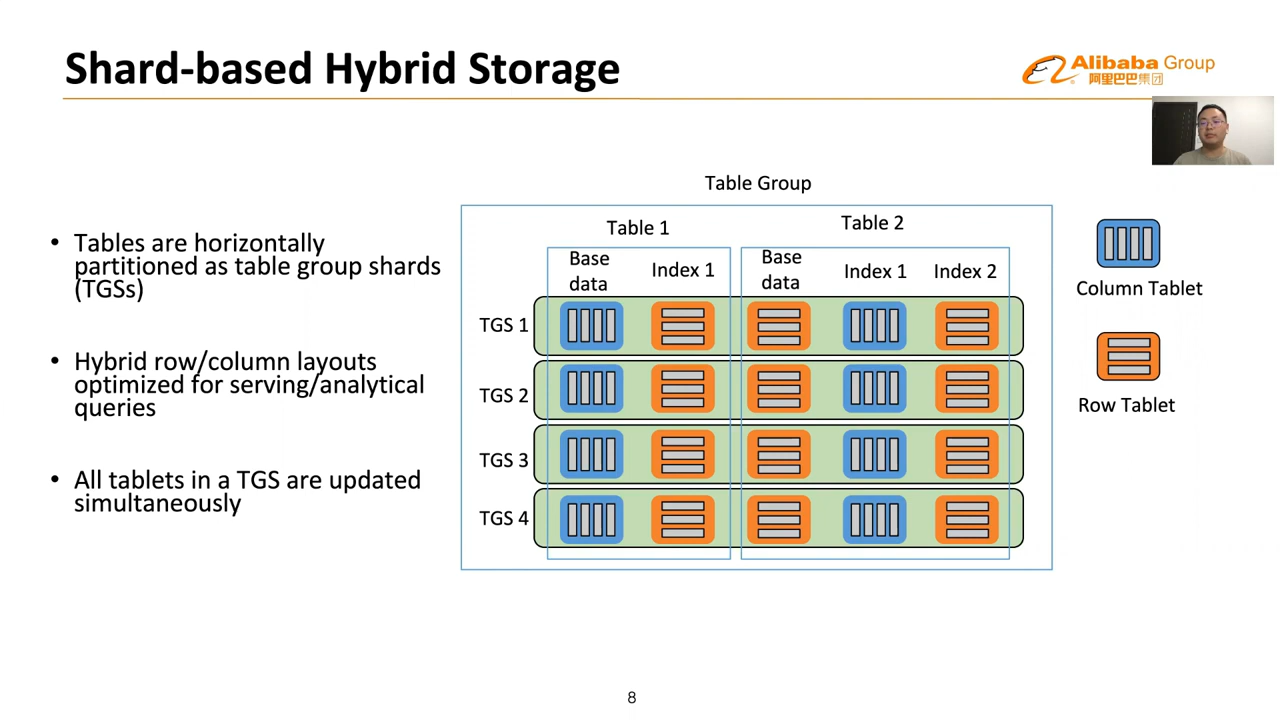 Shard-based Hybrid Storage
Alibaba Group
阿里巴巴集团
Table Group
• Tables are horizontally
partitioned as table group shards
(TGSs)
• Hybrid row/column layouts
optimized for serving/analytical
queries
• All tablets in a TGS are updated
simultaneously
Table 1
Table 2
Base
data
Index 1
Base
data
Index 1
Index 2
TGS 1
TGS 2
TGS 3
TGS 4
Column Tablet
Row Tablet
8